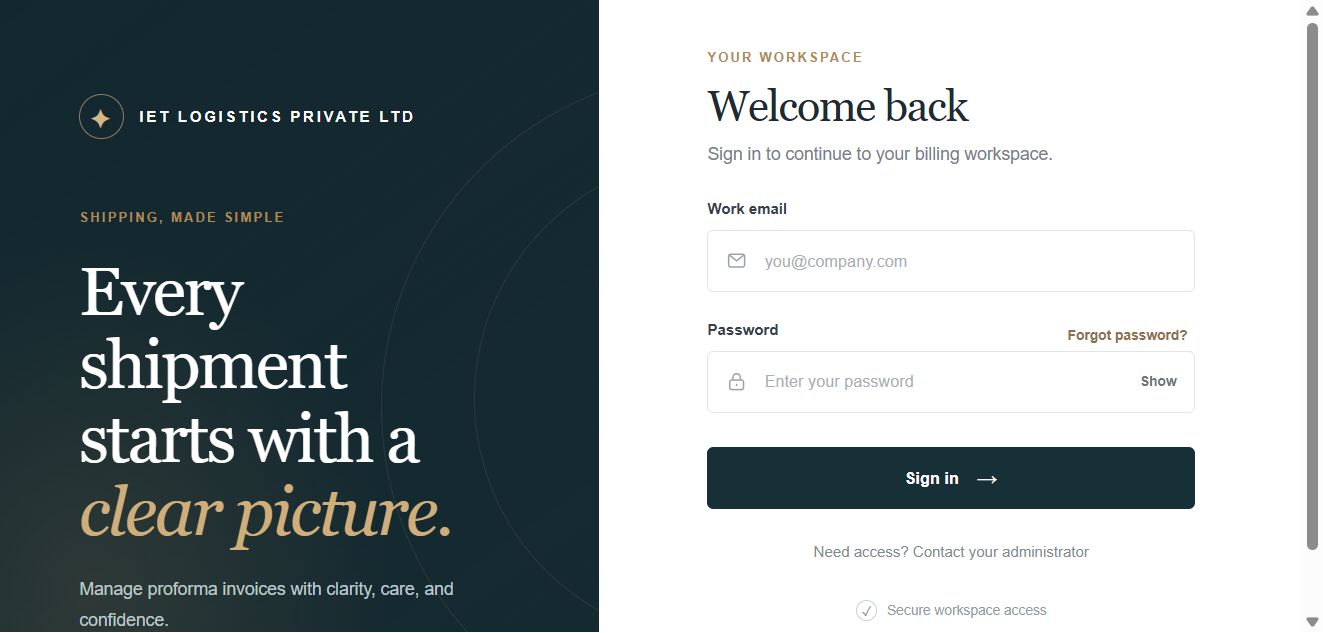 IET LOGISTICS PRIVATE LTD
SHIPPING, MADE SIMPLE
Every
shipment
starts with a
clear picture.
Manage proforma invoices with clarity, care, and
confidence.
YOUR WORKSPACE
Welcome back
Sign in to continue to your billing workspace.
Work email
you@company.com
Password
Forgot password?
Enter your password
Show
Sign in →
Need access? Contact your administrator
Secure workspace access